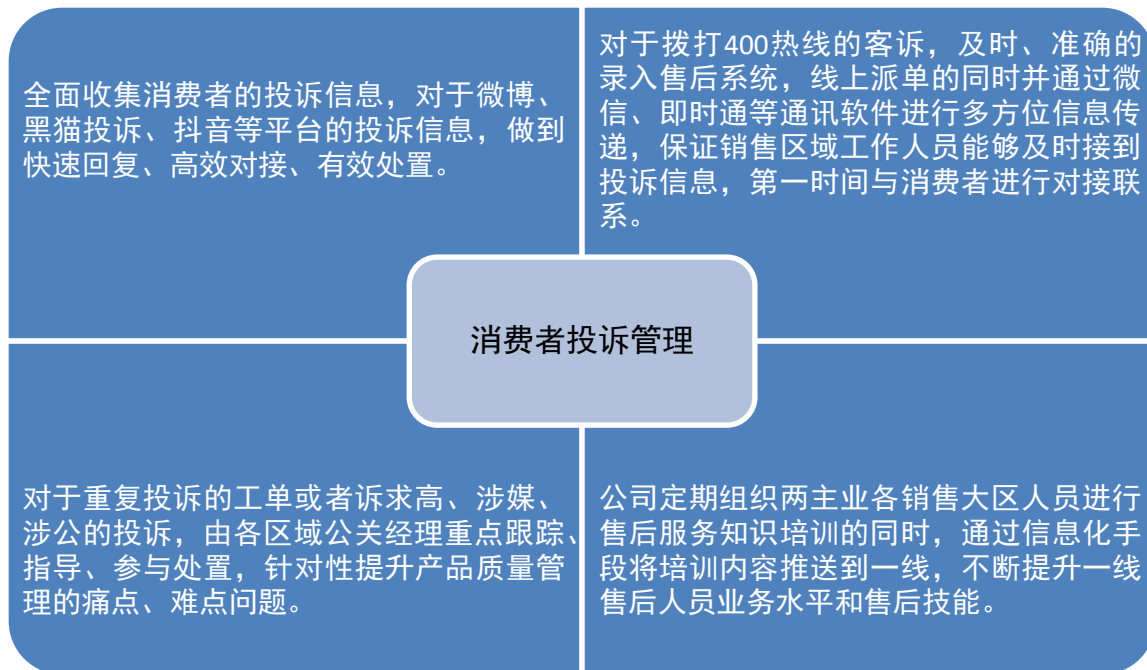 全面收集消费者的投诉信息，对于微博、
黑猫投诉、抖音等平台的投诉信息，做到
快速回复、高效对接、有效处置。
对于拨打400热线的客诉，及时、准确的
录入售后系统，线上派单的同时并通过微
信、即时通等通讯软件进行多方位信息传
递，保证销售区域工作人员能够及时接到
投诉信息，第一时间与消费者进行对接联
系。
消费者投诉管理
对于重复投诉的工单或者诉求高、涉媒、
涉公的投诉，由各区域公关经理重点跟踪、
指导、参与处置，针对性提升产品质量管
理的痛点、难点问题。
公司定期组织两主业各销售大区人员进行
售后服务知识培训的同时，通过信息化手
段将培训内容推送到一线，不断提升一线
售后人员业务水平和售后技能。